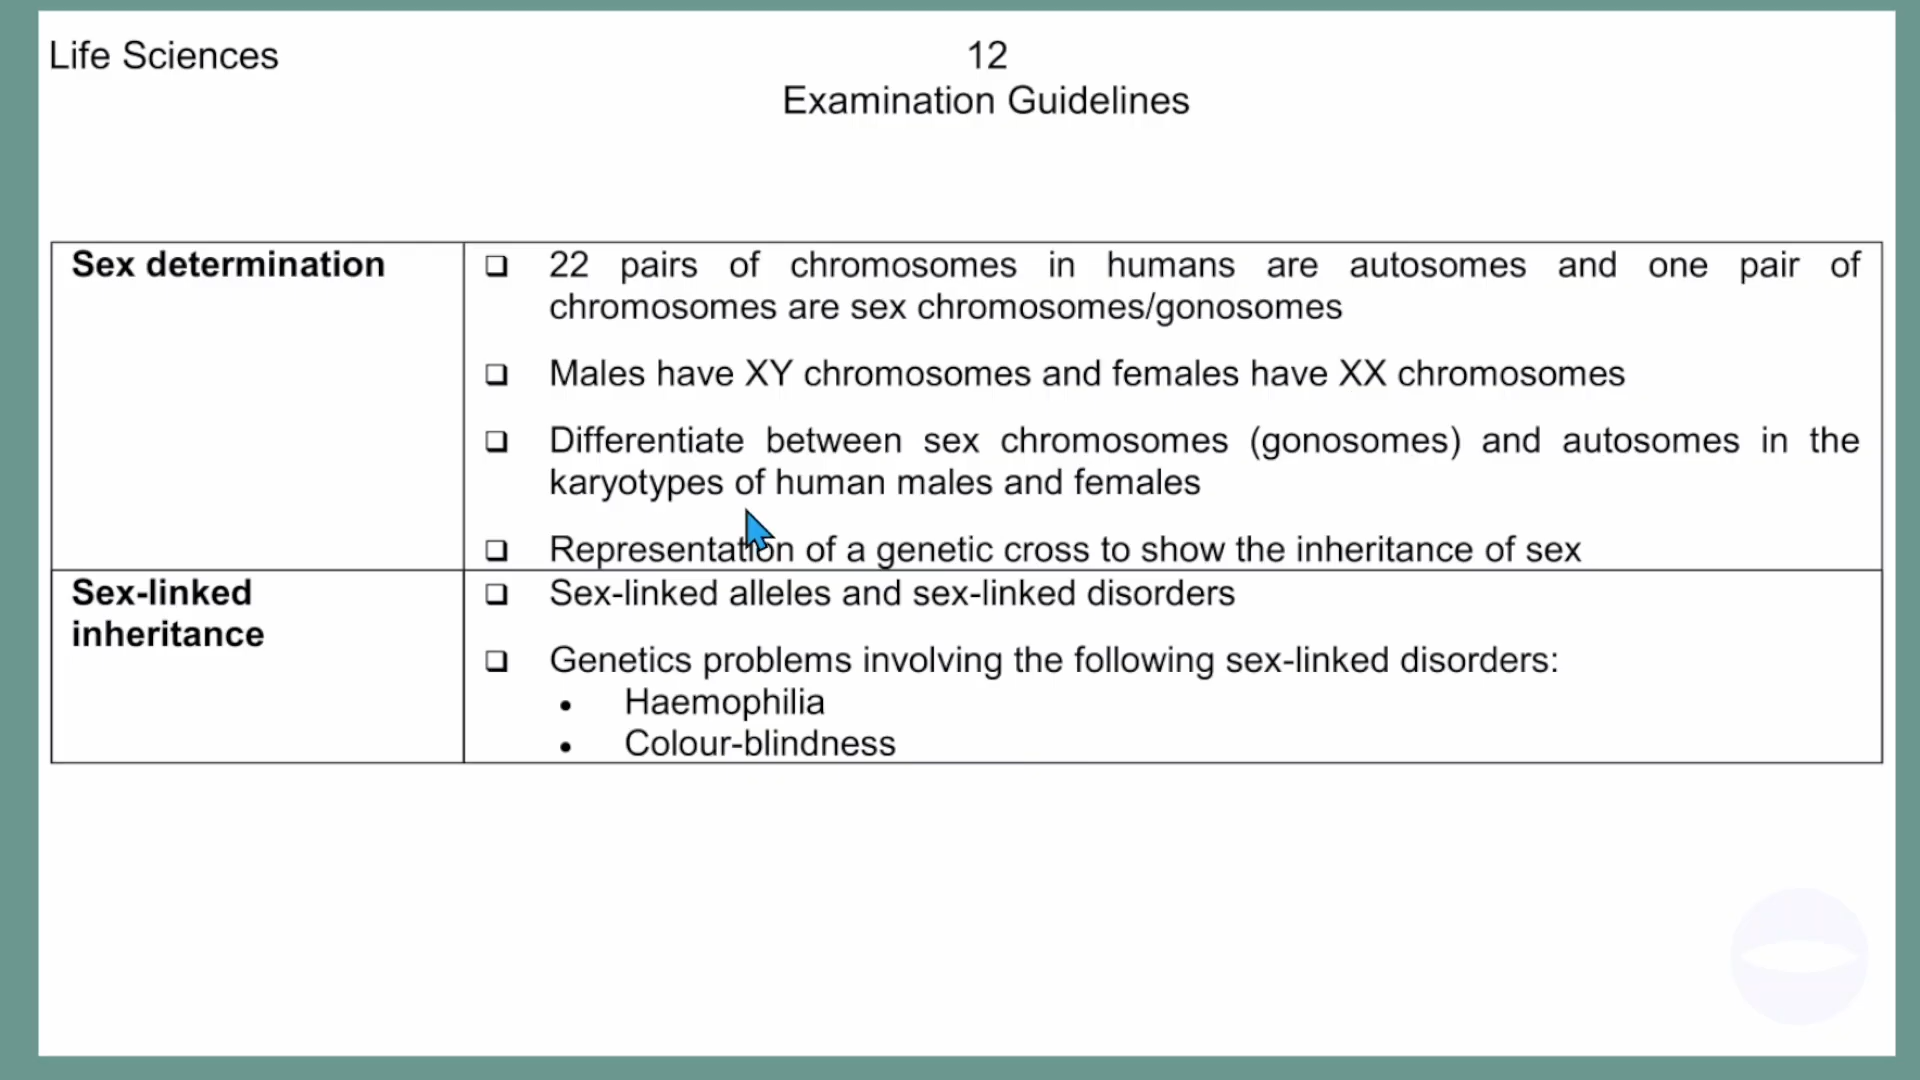 Life Sciences
12
Examination Guidelines
Sex determination
❑ 22 pairs of chromosomes in humans are autosomes and one pair of
chromosomes are sex chromosomes/gonosomes
❑ Males have XY chromosomes and females have XX chromosomes
❑ Differentiate between sex chromosomes (gonosomes) and autosomes in the
karyotypes of human males and females
❑ Representation of a genetic cross to show the inheritance of sex
Sex-linked
inheritance
❑ Sex-linked alleles and sex-linked disorders
❑ Genetics problems involving the following sex-linked disorders:
• Haemophilia
• Colour-blindness